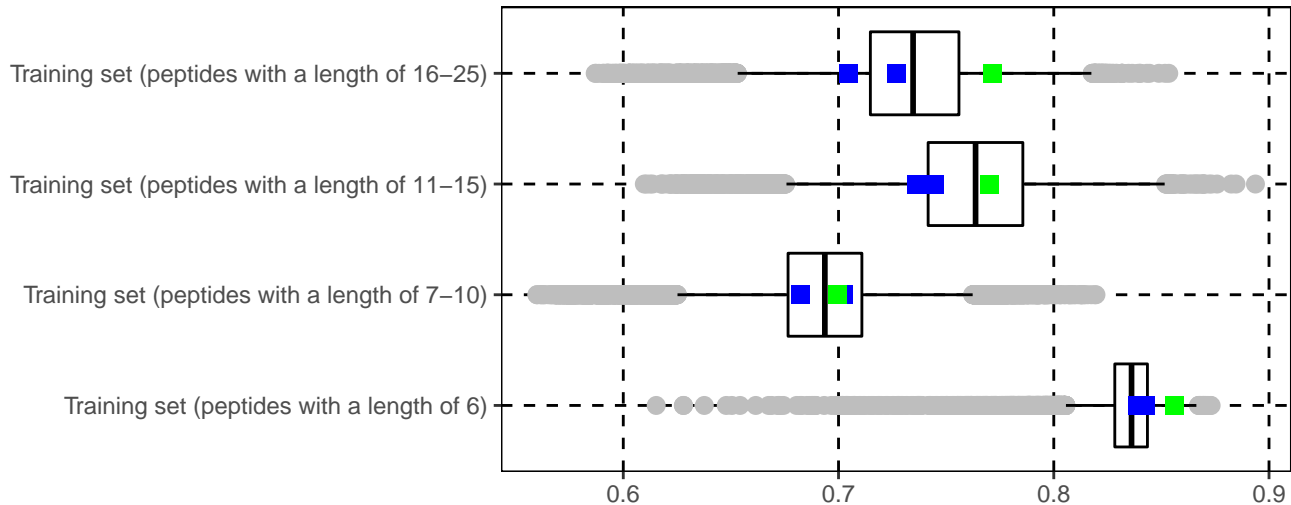 Training set (peptides with a length of 16−25)
Training set (peptides with a length of 11−15)
Training set (peptides with a length of 7−10)
Training set (peptides with a length of 6)
0.6 0.7 0.8 0.9